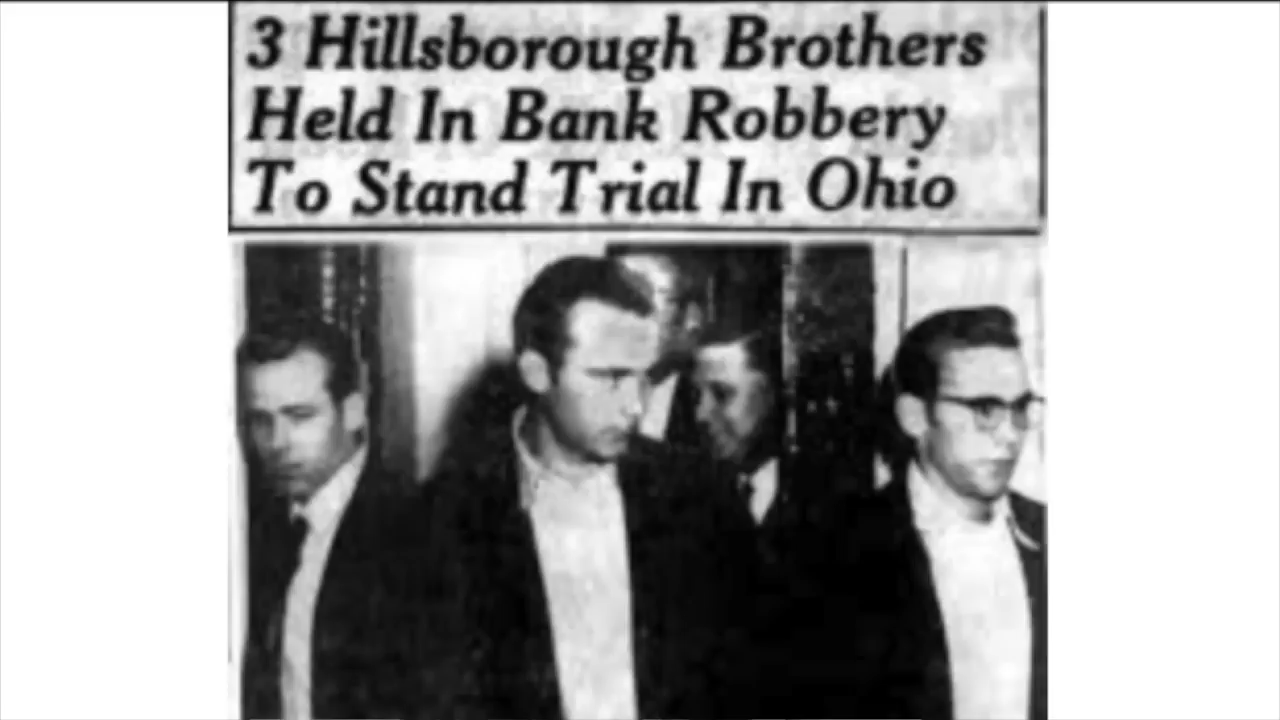 3 Hillsborough Brothers
Held In Bank Robbery
To Stand Trial In Ohio